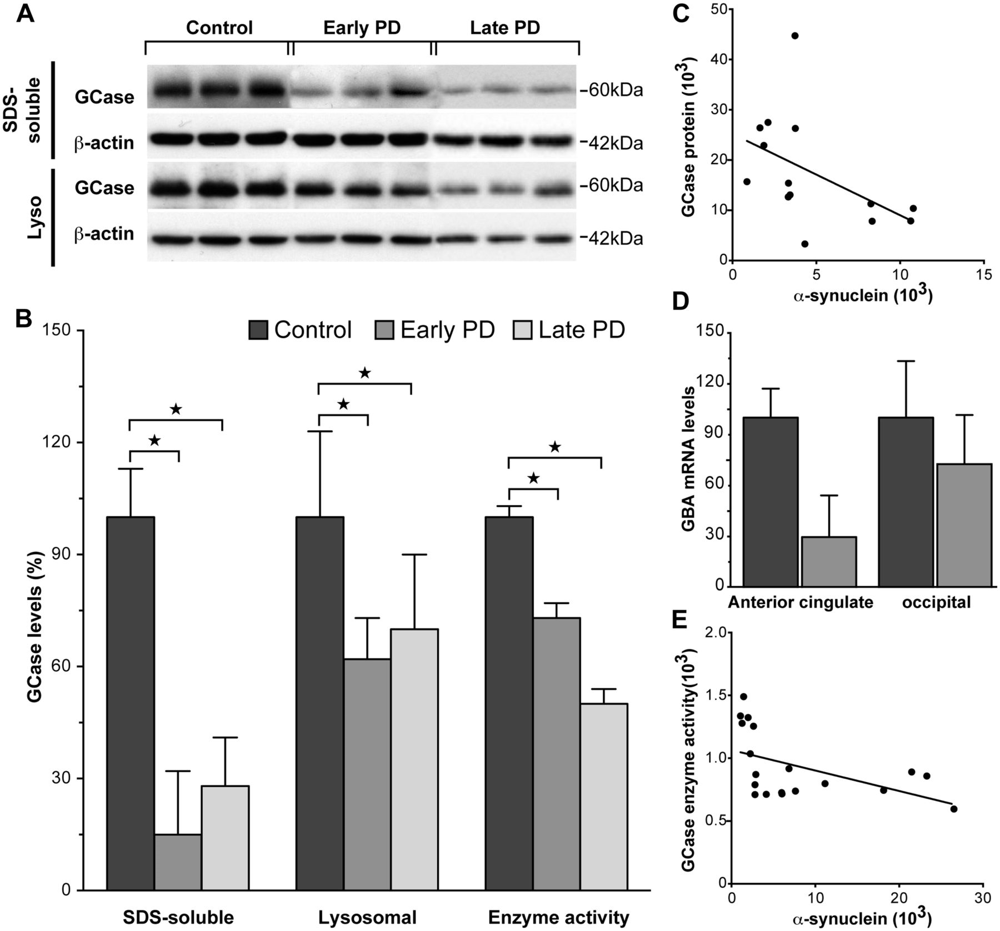 A
Control Early PD Late PD
SDS-
soluble
GCase
-60kDa
β-actin
-42kDa
Lyso
GCase
-60kDa
β-actin
-42kDa
B
Control Early PD Late PD
GCase levels (%)
150
120
90
60
30
0
SDS-soluble Lysosomal Enzyme activity
C
GCase protein (10³)
50
40
30
20
10
0
0 5 10 15
α-synuclein (10³)
D
GBA mRNA levels
150
120
90
60
30
0
Anterior cingulate occipital
E
GCase enzyme activity(10³)
2.0
1.5
1.0
0.5
0
0 10 20 30
α-synuclein (10³)